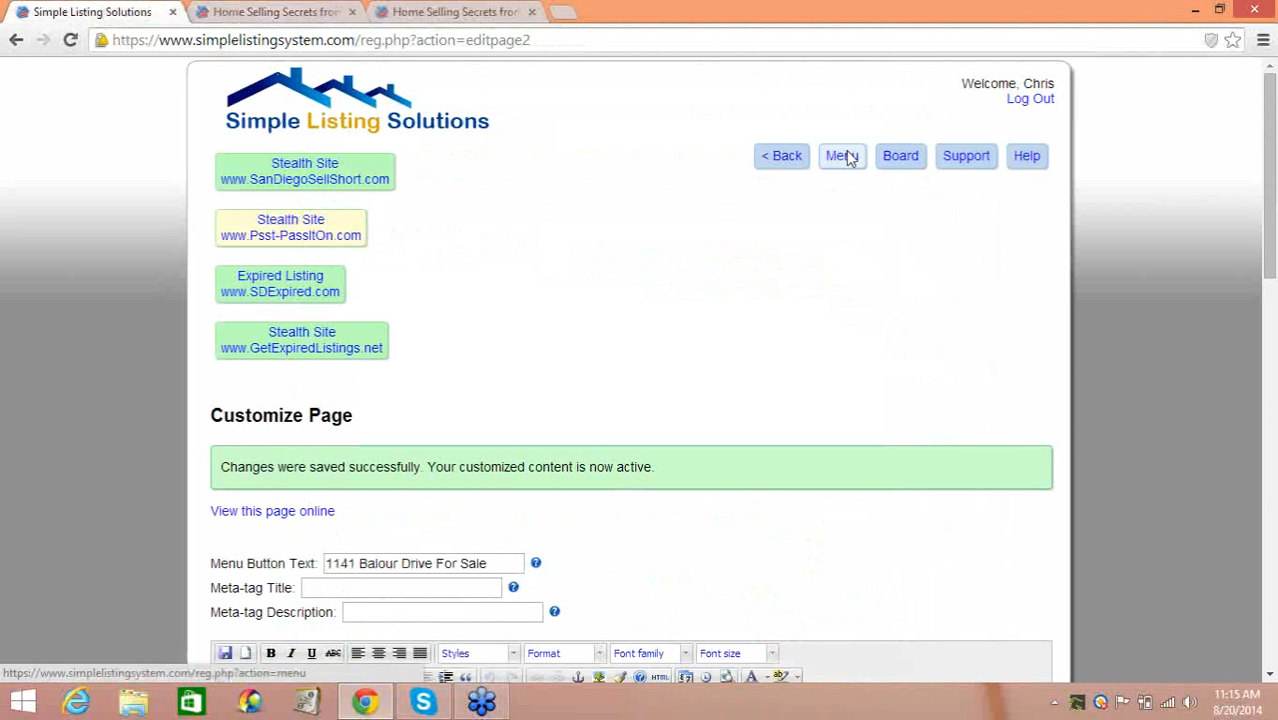 Simple Listing Solutions
Home Selling Secrets from
Home Selling Secrets from
https://www.simplelistingsystem.com/reg.php?action=editpage2
Simple Listing Solutions
Welcome, Chris
Log Out
< Back
Menu
Board
Support
Help
Stealth Site
www.SanDiegoSellShort.com
Stealth Site
www.Psst-PassItOn.com
Expired Listing
www.SDExpired.com
Stealth Site
www.GetExpiredListings.net
Customize Page
Changes were saved successfully. Your customized content is now active.
View this page online
Menu Button Text: 1141 Balour Drive For Sale
Meta-tag Title:
Meta-tag Description:
B I U ABC Styles Format Font family Font size
HTML A
https://www.simplelistingsystem.com/reg.php?action=menu
11:15 AM
8/20/2014